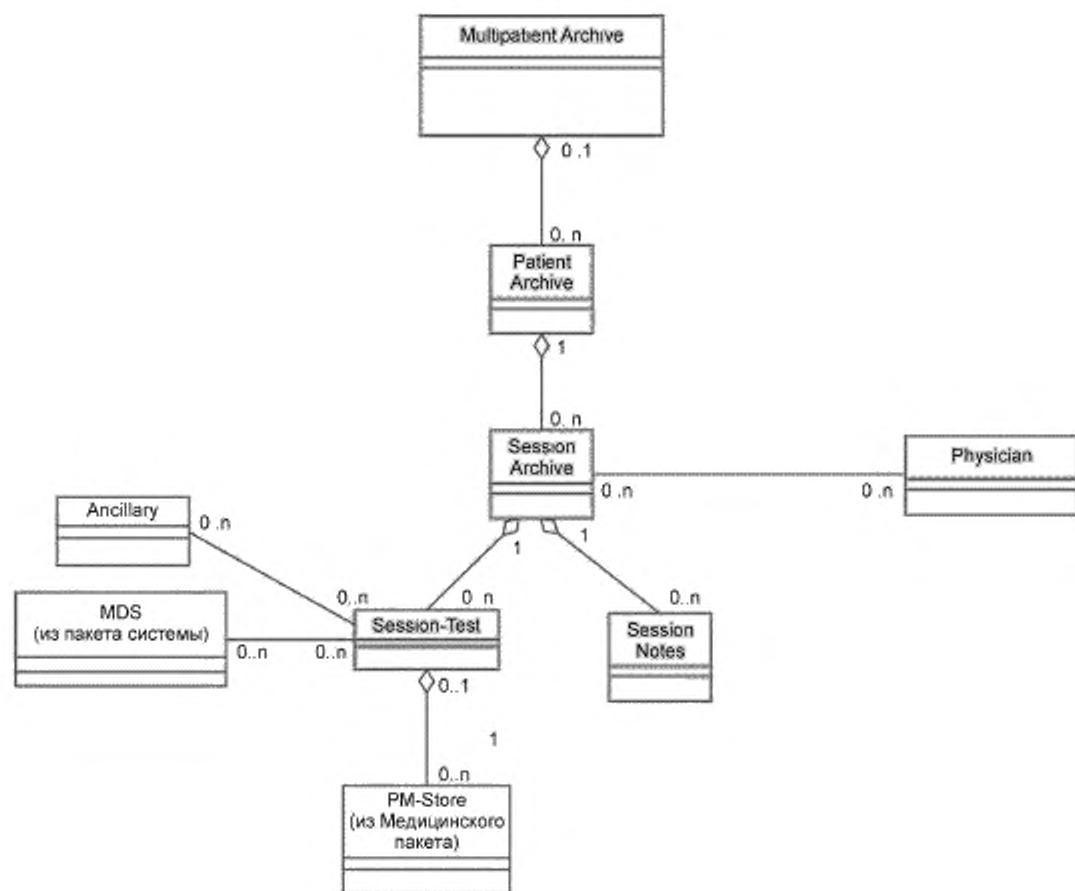 Multipatient Archive
0 .1
0. n
Patient
Archive
1
0. n
Session
Archive
0..n
0..n
Physician
1
1
Ancillary
0 .n
0..n
0 n
0..n
MDS
(из пакета системы)
0..n
0..n
Session-Test
Session
Notes
0..1
1
0..n
PM-Store
(из Медицинского
пакета)